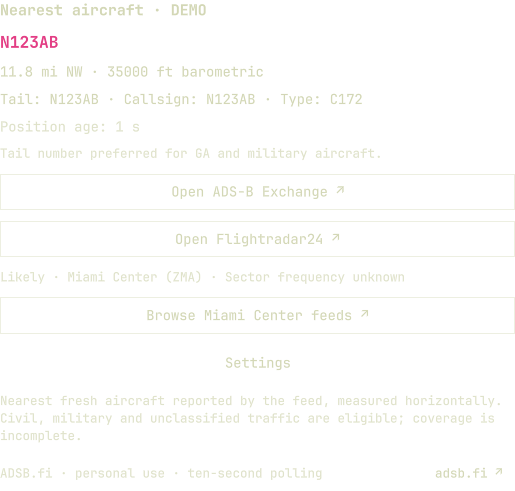 Nearest aircraft · DEMO
N123AB
11.8 mi NW · 35000 ft barometric
Tail: N123AB · Callsign: N123AB · Type: C172
Position age: 1 s
Tail number preferred for GA and military aircraft.
Open ADS-B Exchange ↗
Open Flightradar24 ↗
Likely · Miami Center (ZMA) · Sector frequency unknown
Browse Miami Center feeds ↗
Settings
Nearest fresh aircraft reported by the feed, measured horizontally.
Civil, military and unclassified traffic are eligible; coverage is
incomplete.
ADSB.fi · personal use · ten-second polling adsb.fi ↗